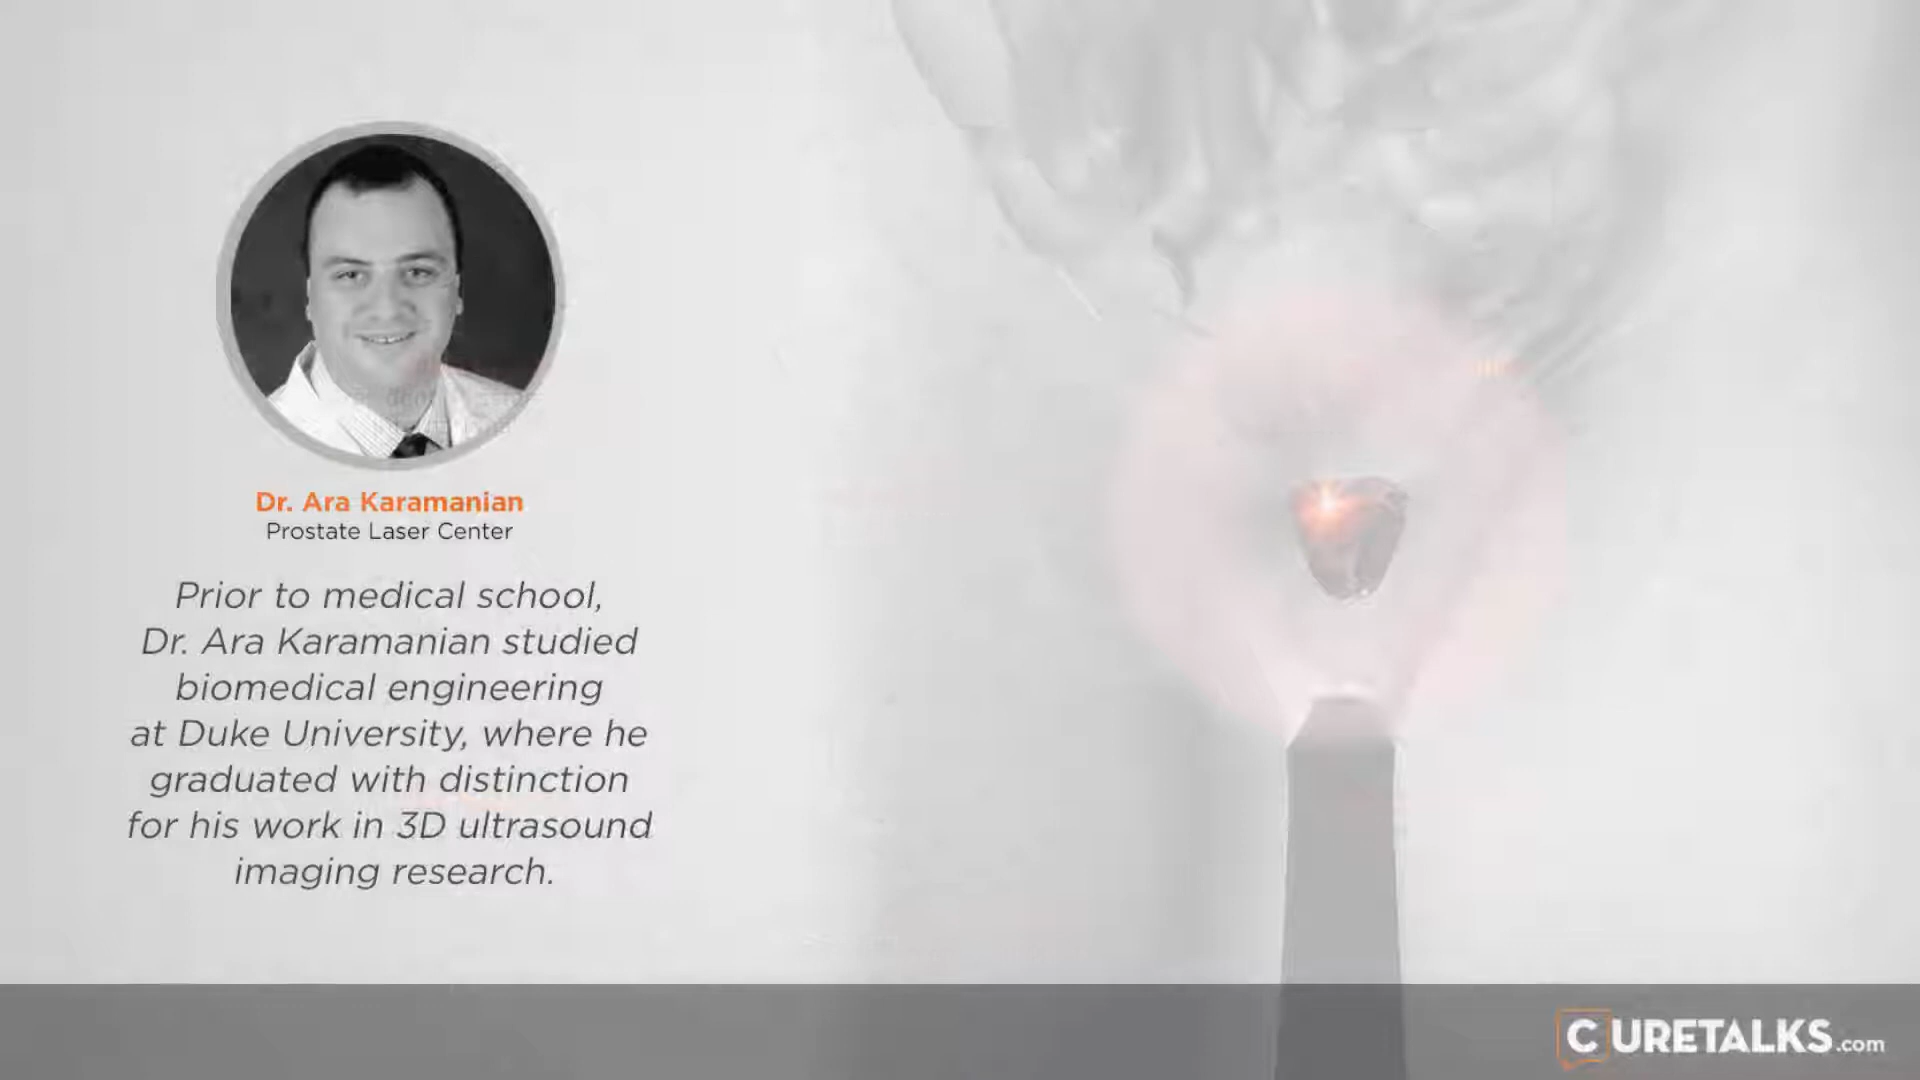 Dr. Ara Karamanian
Prostate Laser Center
Prior to medical school,
Dr. Ara Karamanian studied
biomedical engineering
at Duke University, where he
graduated with distinction
for his work in 3D ultrasound
imaging research.
CURETALKS.com